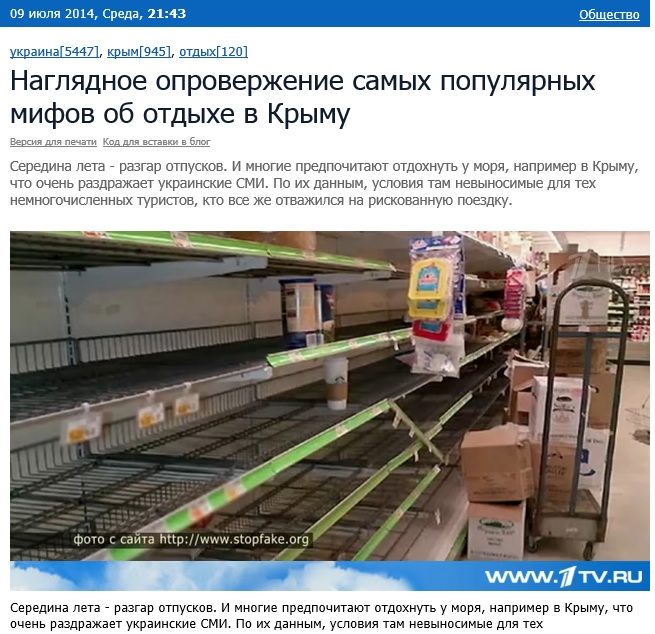 09 июля 2014, Среда, 21:43
Общество
украина[5447], крым[945], отдых[120]
Наглядное опровержение самых популярных
мифов об отдыхе в Крыму
Версия для печати Код для вставки в блог
Середина лета - разгар отпусков. И многие предпочитают отдохнуть у моря, например в Крыму,
что очень раздражает украинские СМИ. По их данным, условия там невыносимые для тех
немногочисленных туристов, кто все же отважился на рискованную поездку.
фото с сайта http://www.stopfake.org
WWW.1TV.RU
Середина лета - разгар отпусков. И многие предпочитают отдохнуть у моря, например в Крыму, что
очень раздражает украинские СМИ. По их данным, условия там невыносимые для тех